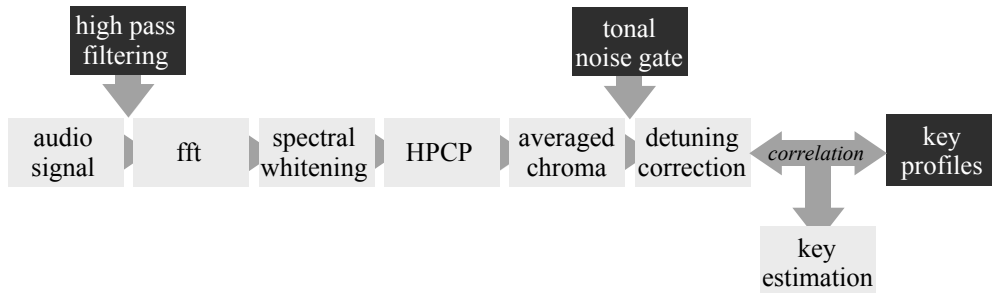 high pass
filtering
tonal
noise gate
audio
signal
fft
spectral
whitening
HPCP
averaged
chroma
detuning
correction
correlation
key
profiles
key
estimation